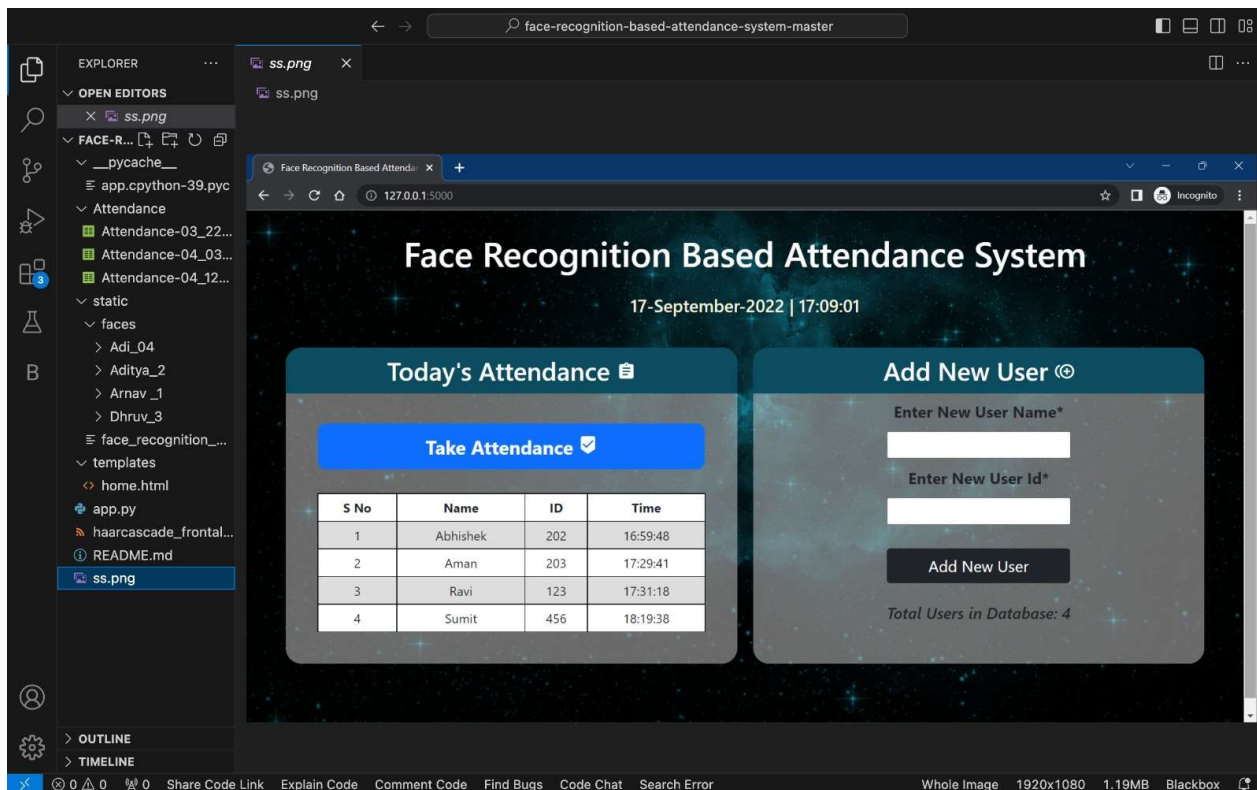 face-recognition-based-attendance-system-master
EXPLORER ... ss.png
OPEN EDITORS ss.png
ss.png
FACE-R...
__pycache__
Face Recognition Based Attendar +
app.cpython-39.pyc
127.0.0.1:5000 Incognito
Attendance
Attendance-03_22...
Attendance-04_03...
Attendance-04_12...
3
static
faces
Adi_04
Aditya_2
Arnav _1
Dhruv_3
face_recognition_...
templates
home.html
app.py
haarcascade_frontal...
README.md
ss.png
B
Face Recognition Based Attendance System
17-September-2022 | 17:09:01
Today's Attendance
Take Attendance
S No Name ID Time
1 Abhishek 202 16:59:48
2 Aman 203 17:29:41
3 Ravi 123 17:31:18
4 Sumit 456 18:19:38
Add New User
Enter New User Name*
Enter New User Id*
Add New User
Total Users in Database: 4
OUTLINE
TIMELINE
0 0 0 Share Code Link Explain Code Comment Code Find Bugs Code Chat Search Error Whole Image 1920x1080 1.19MB Blackbox